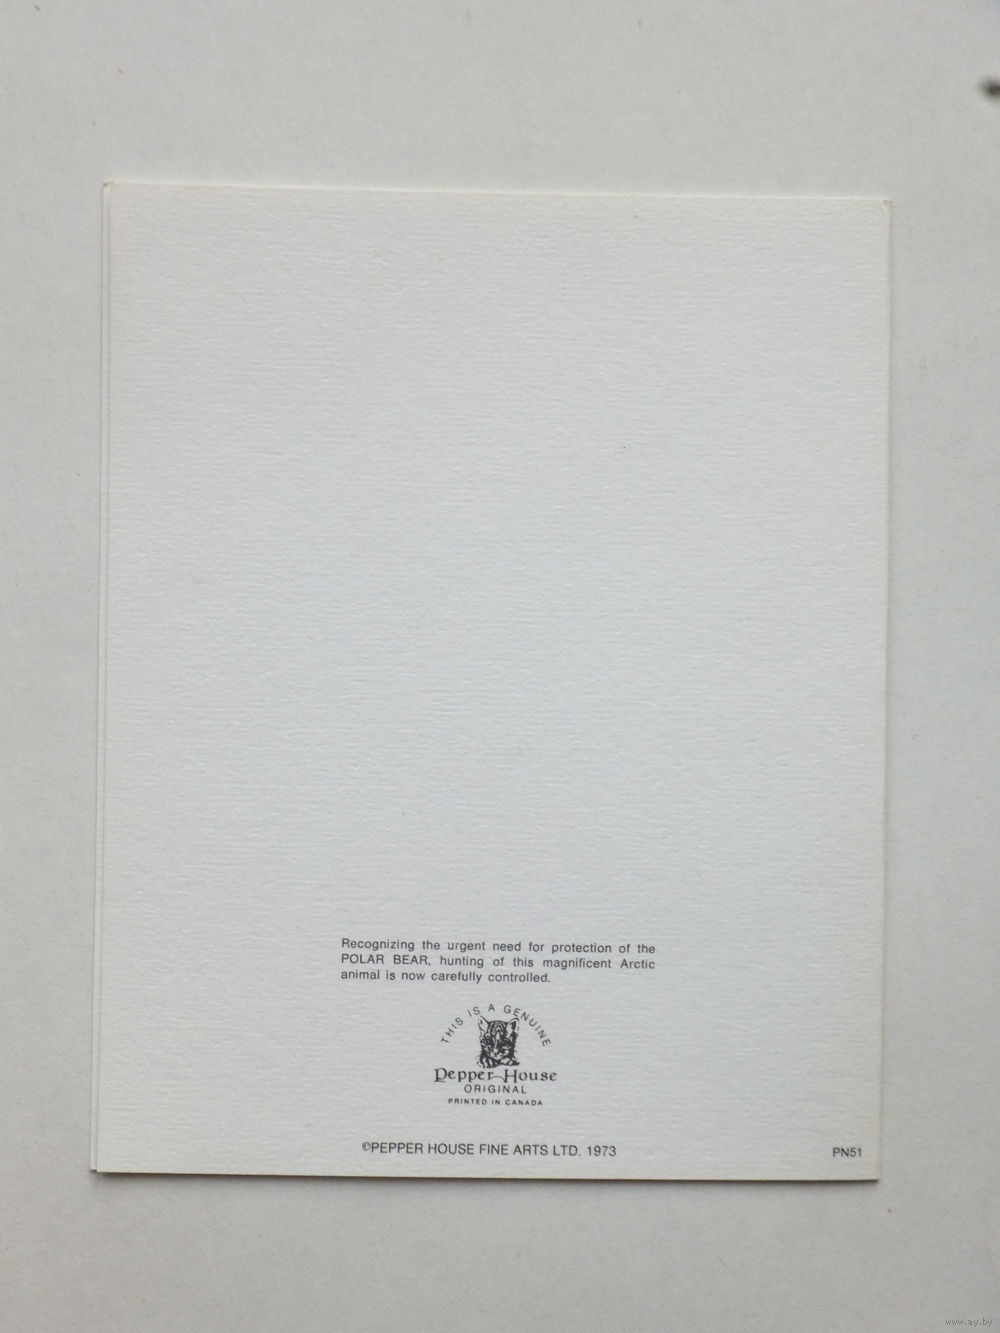 Recognizing the urgent need for protection of the
POLAR BEAR, hunting of this magnificent Arctic
animal is now carefully controlled.
THIS IS A GENUINE
Pepper House
ORIGINAL
PRINTED IN CANADA
©PEPPER HOUSE FINE ARTS LTD. 1973
PN51
www.ay.by